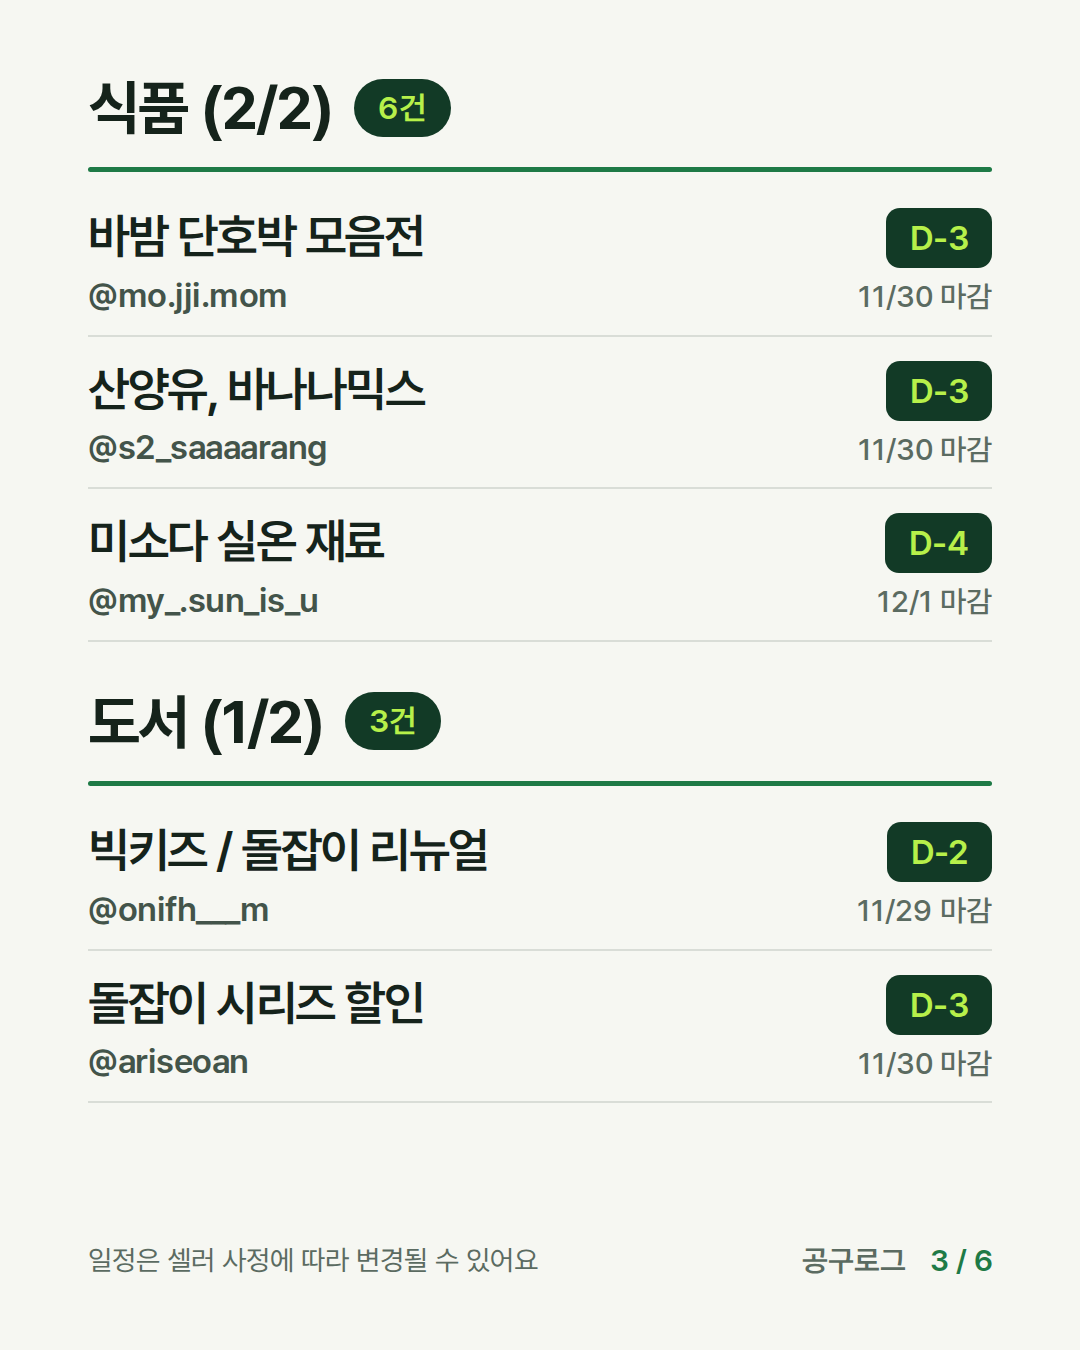 식품 (2/2) 6건
바밤 단호박 모음전 D-3
@mo.jji.mom 11/30 마감
산양유, 바나나믹스 D-3
@s2_saaaarang 11/30 마감
미소다 실온 재료 D-4
@my_.sun_is_u 12/1 마감
도서 (1/2) 3건
빅키즈 / 돌잡이 리뉴얼 D-2
@onifh___m 11/29 마감
돌잡이 시리즈 할인 D-3
@ariseoan 11/30 마감
일정은 셀러 사정에 따라 변경될 수 있어요 공구로그 3 / 6